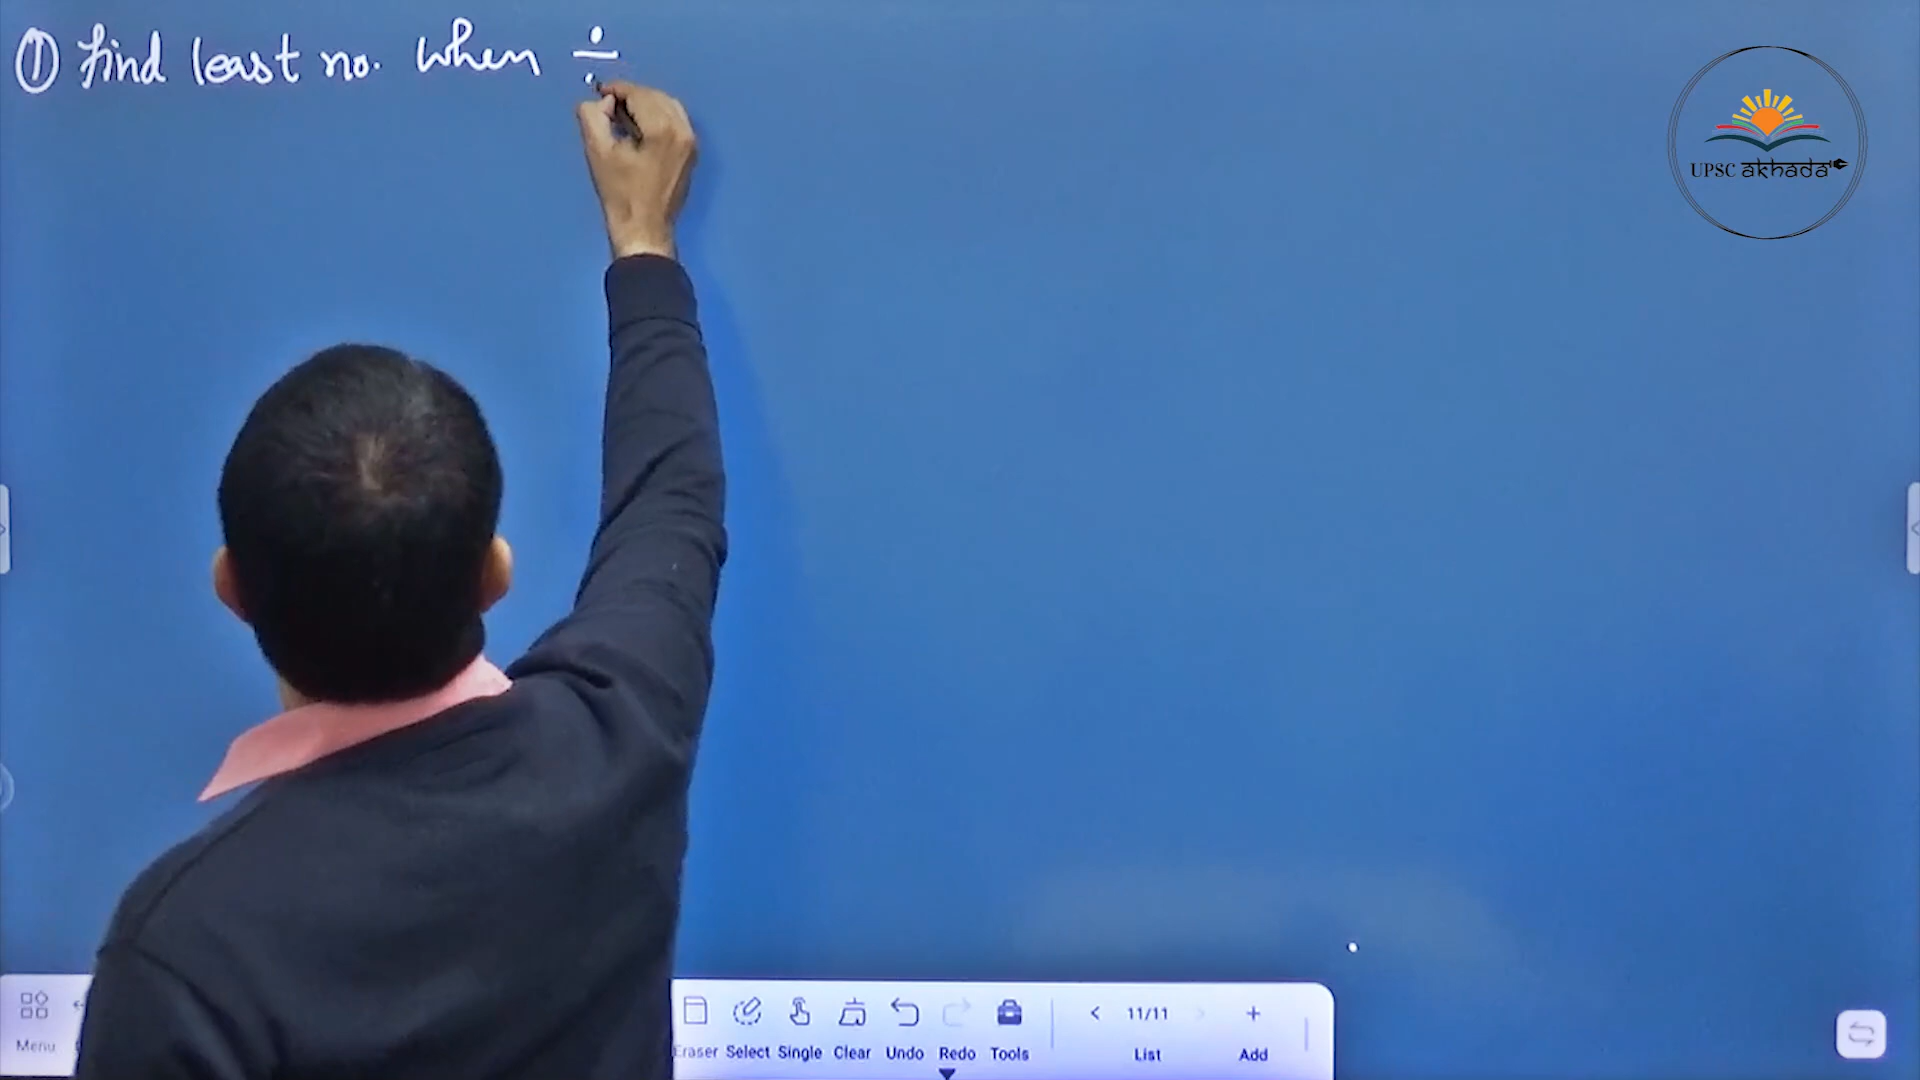 ① Find least no. when ÷
UPSC akhada
Menu
Eraser Select Single Clear Undo Redo Tools
< 11/11 > +
List Add